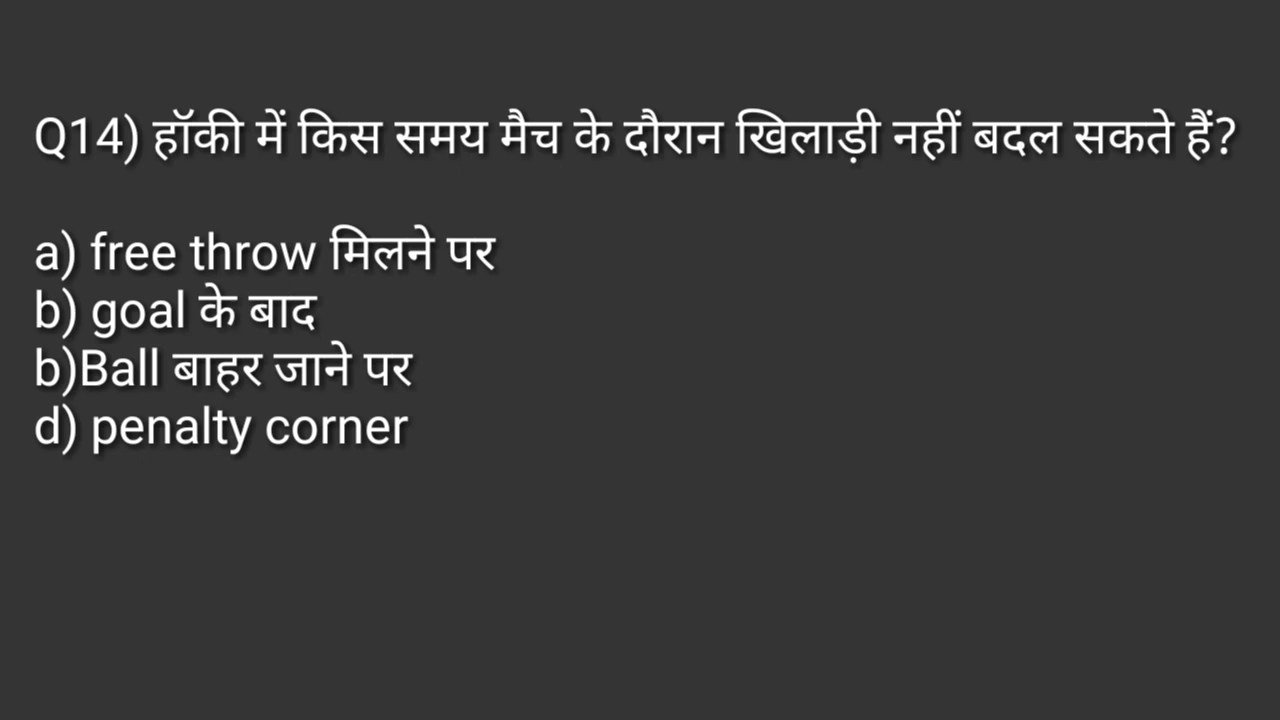 Q14) हॉकी में किस समय मैच के दौरान खिलाड़ी नहीं बदल सकते हैं?
a) free throw मिलने पर
b) goal के बाद
b)Ball बाहर जाने पर
d) penalty corner